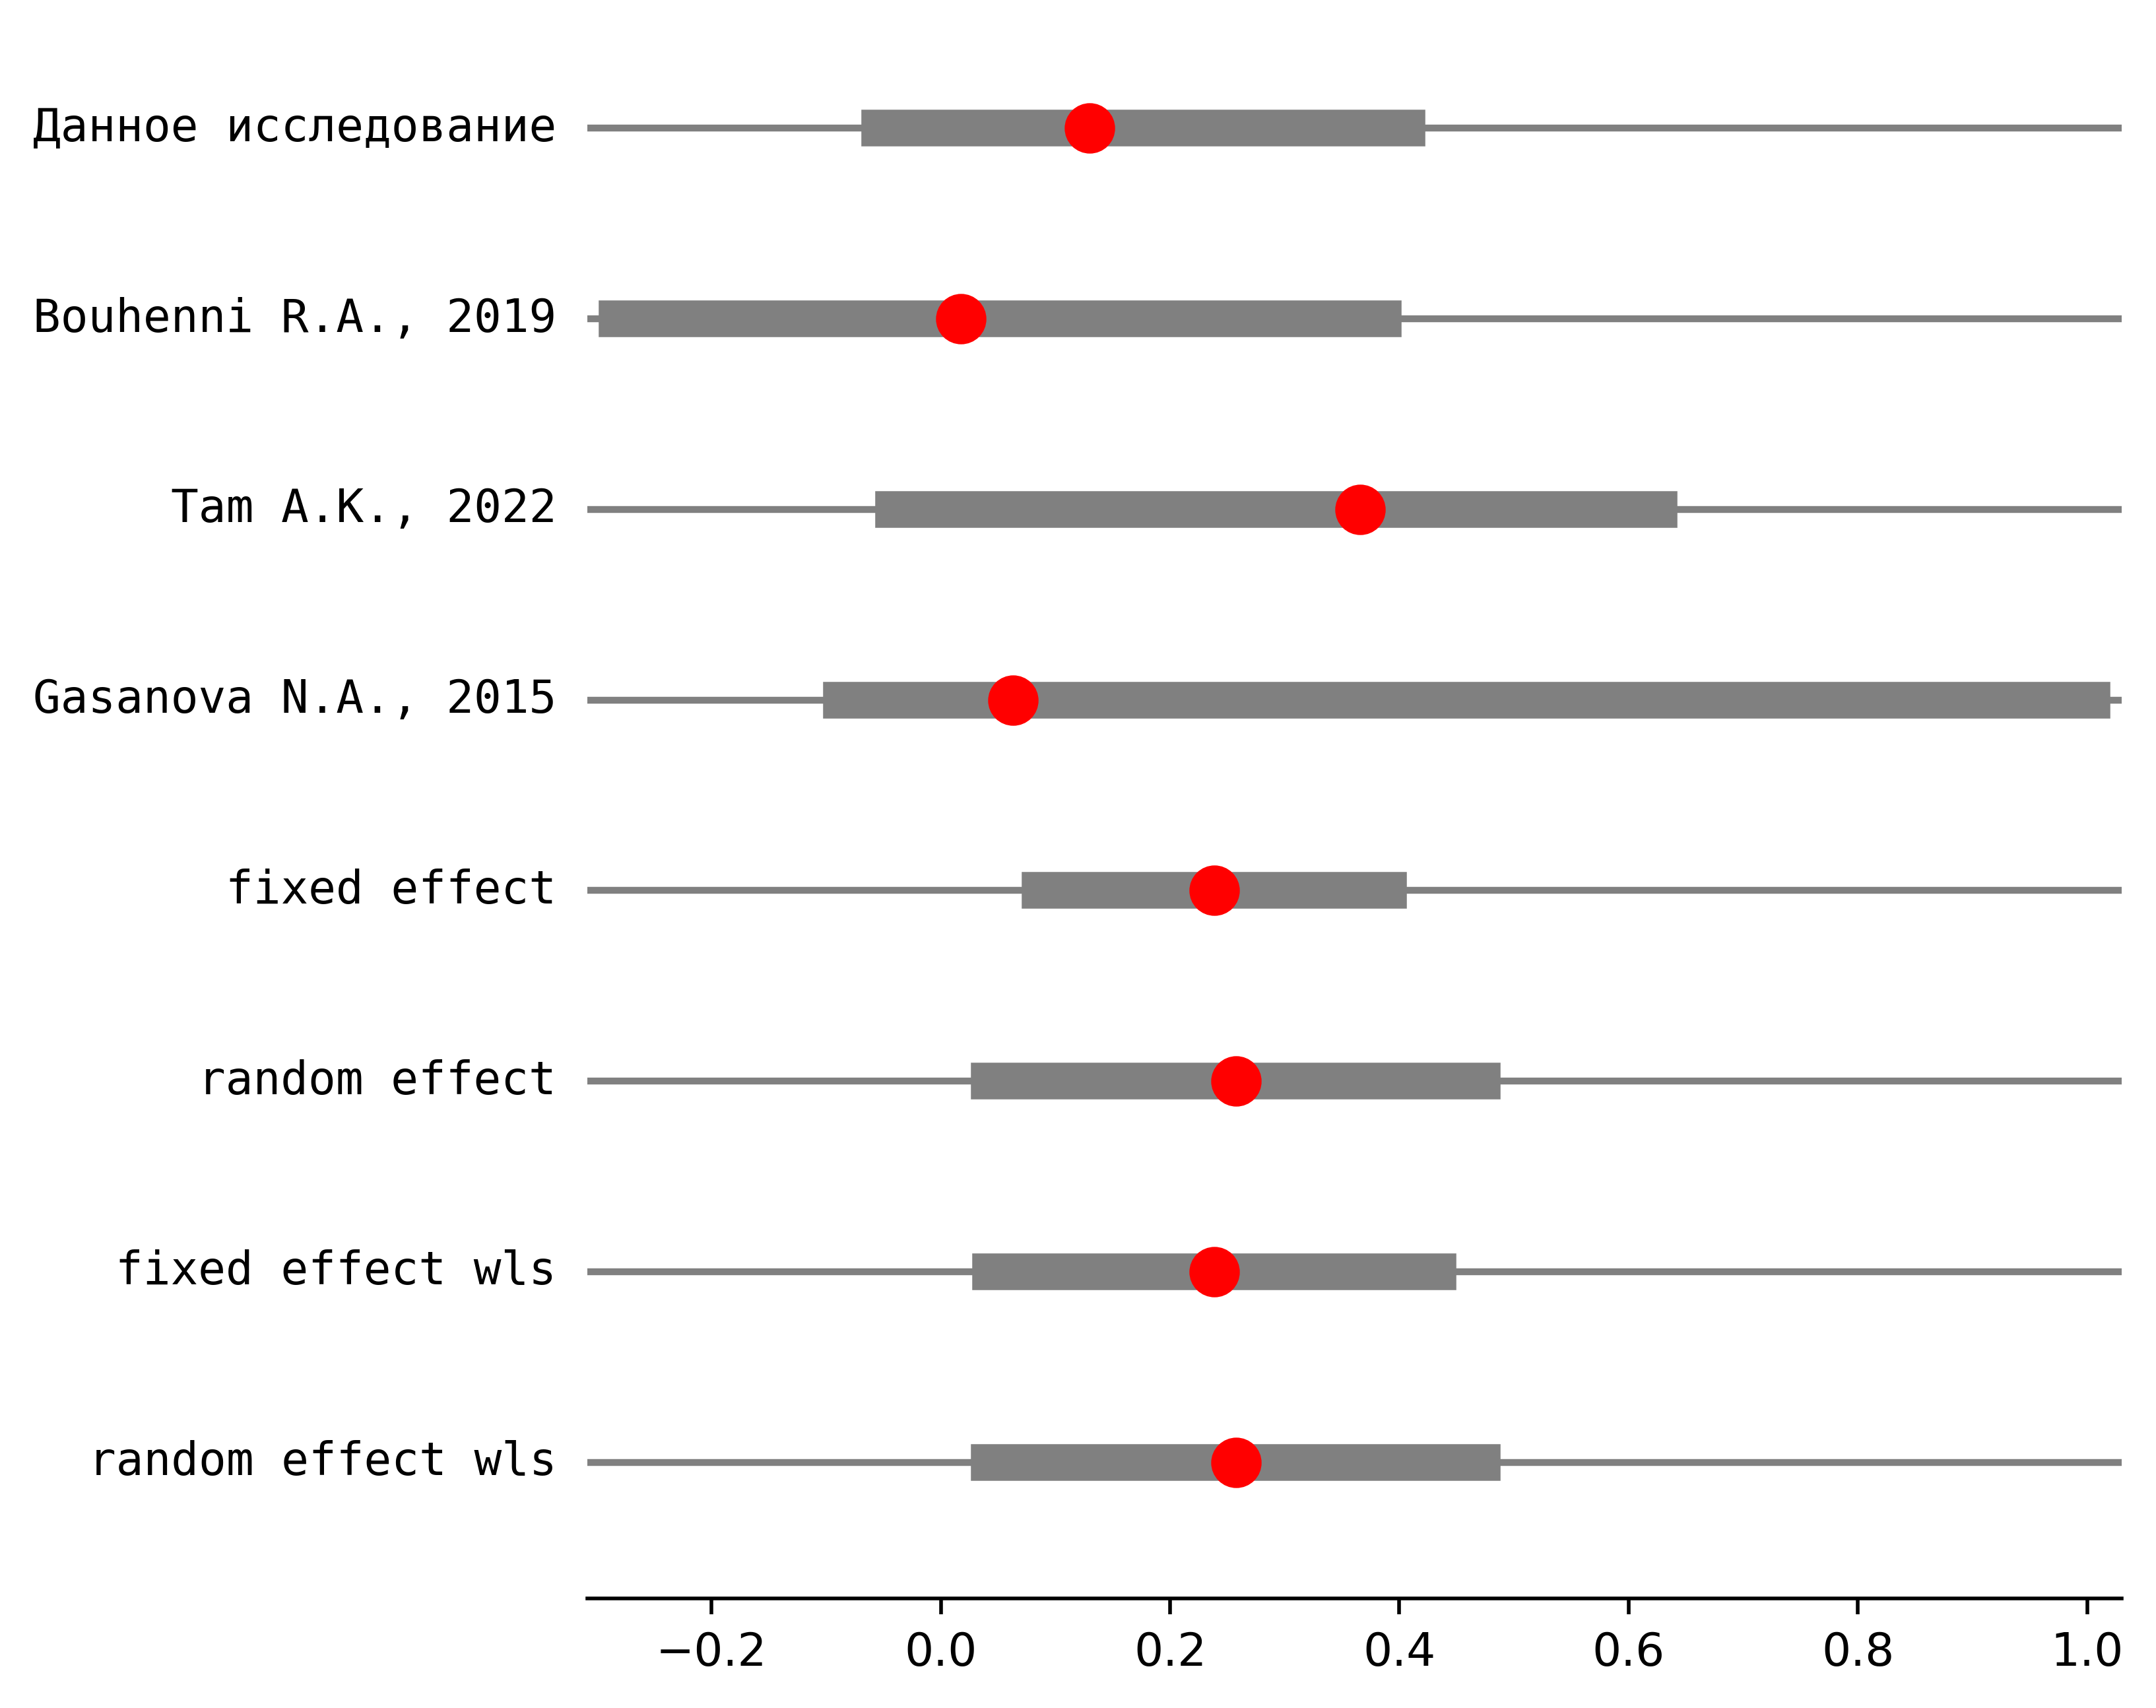 Данное исследование
Bouhenni R.A., 2019
Tam A.K., 2022
Gasanova N.A., 2015
fixed effect
random effect
fixed effect wls
random effect wls
−0.2 0.0 0.2 0.4 0.6 0.8 1.0